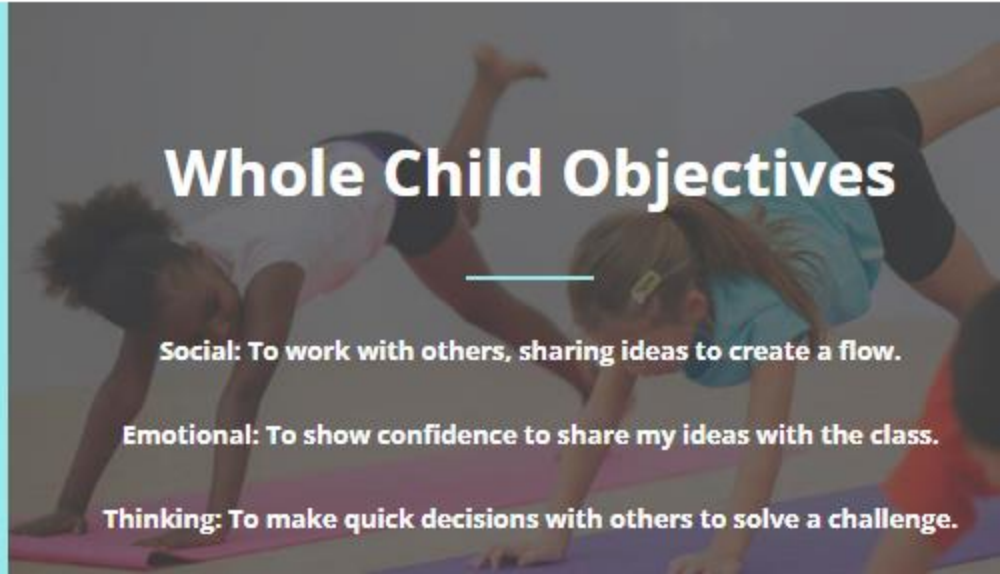 Whole Child Objectives
Social: To work with others, sharing ideas to create a flow.
Emotional: To show confidence to share my ideas with the class.
Thinking: To make quick decisions with others to solve a challenge.